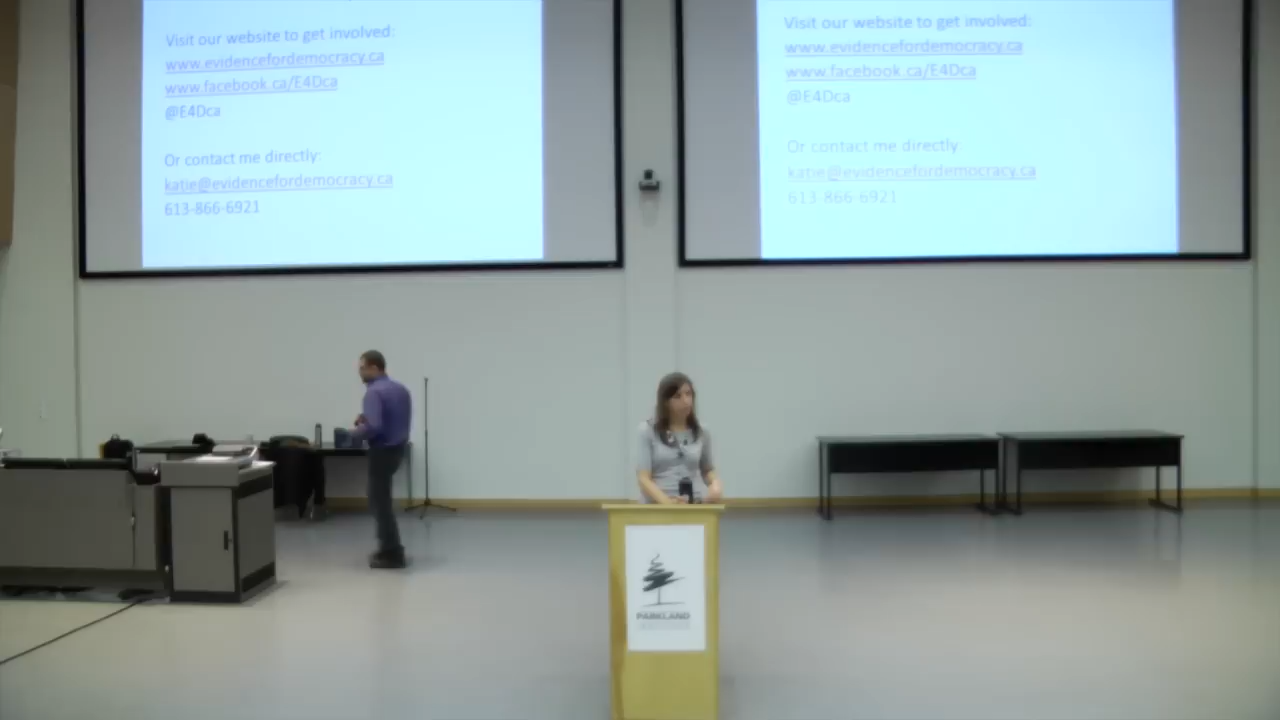 Visit our website to get involved:
www.evidencefordemocracy.ca
www.facebook.ca/E4Dca
@E4Dca
Or contact me directly:
katie@evidencefordemocracy.ca
613-866-6921
Visit our website to get involved:
www.evidencefordemocracy.ca
www.facebook.ca/E4Dca
@E4Dca
Or contact me directly
katie@evidencefordemocracy.ca
613-866-6921
PARKLAND